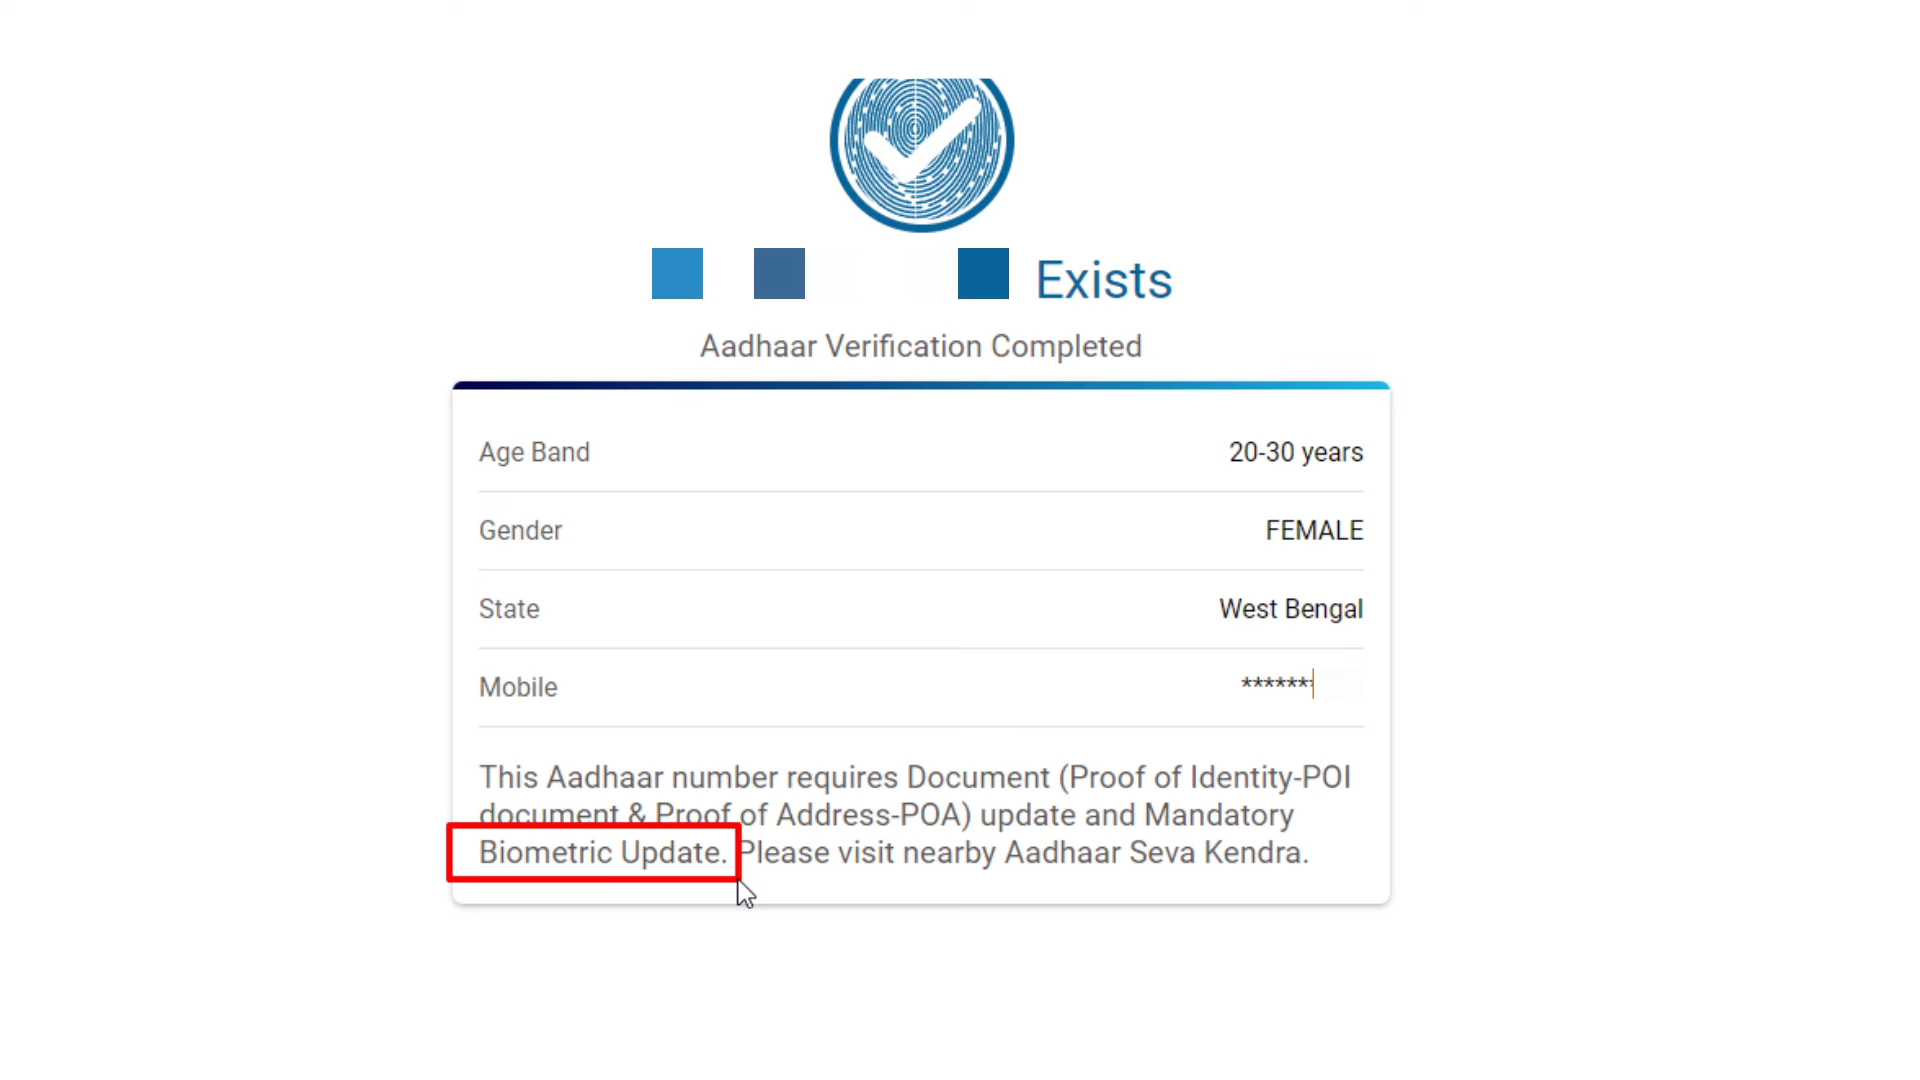 Exists
Aadhaar Verification Completed
Age Band 20-30 years
Gender FEMALE
State West Bengal
Mobile *******
This Aadhaar number requires Document (Proof of Identity-POI
document & Proof of Address-POA) update and Mandatory
Biometric Update. Please visit nearby Aadhaar Seva Kendra.